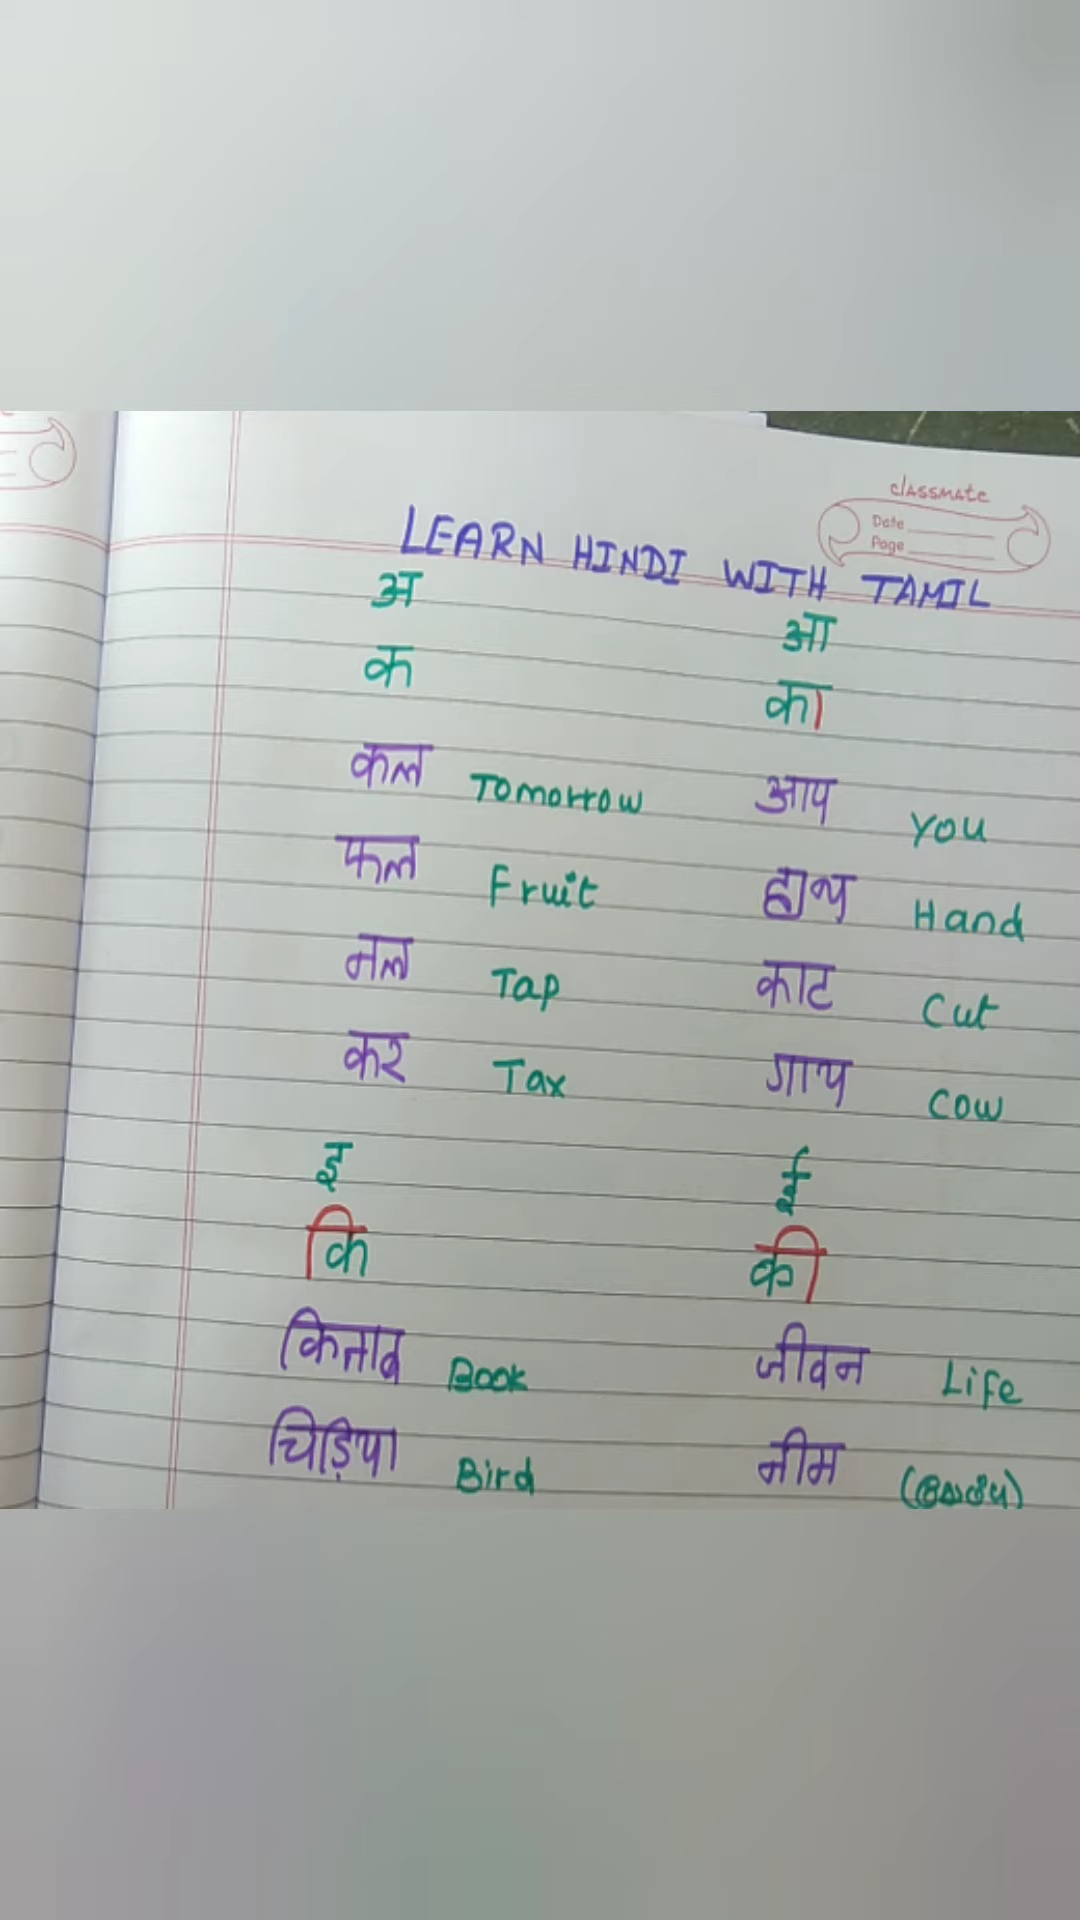 classmate
Date
Page
LEARN HINDI WITH TAMIL
अ आ
क का
कल Tomorrow आप You
फल Fruit हाथ Hand
नल Tap काट Cut
कर Tax गाय Cow
इ ई
कि की
किताब Book जीवन Life
चिड़िया Bird नीम